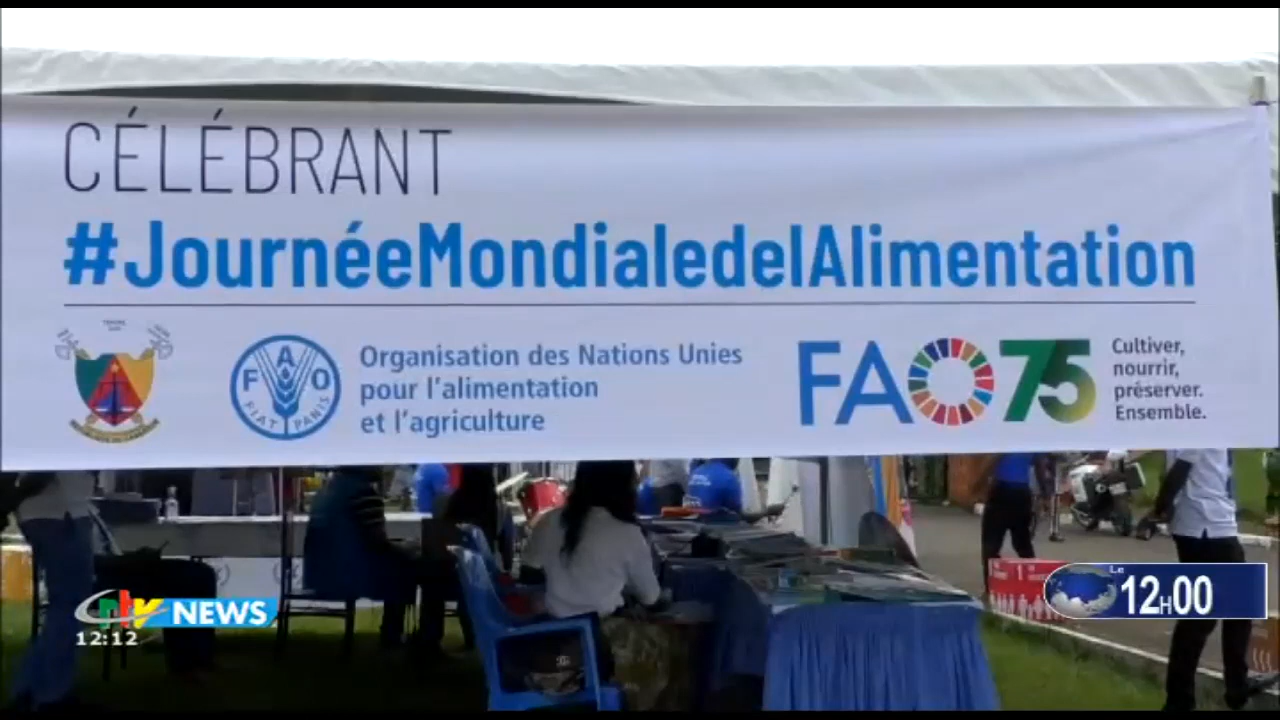 CÉLÉBRANT
#JournéeMondialedelAlimentation
FAO
FIAT PANIS
Organisation des Nations Unies
pour l'alimentation
et l'agriculture
FAO75
Cultiver,
nourrir,
préserver.
Ensemble.
crtv NEWS
12:12
Le
12H00